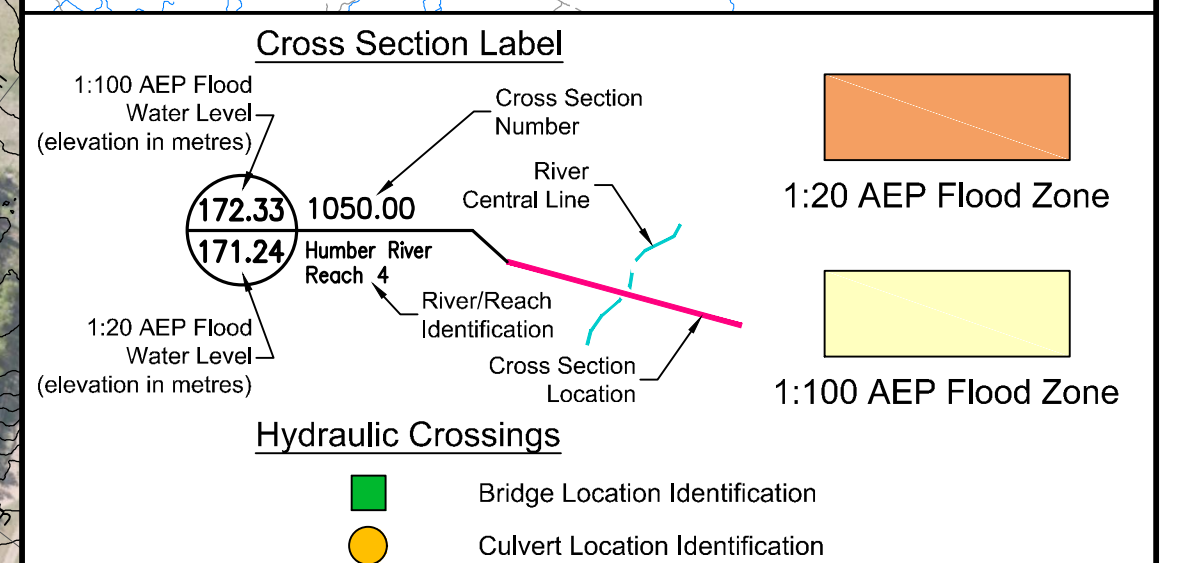 Cross Section Label
1:100 AEP Flood
Water Level
(elevation in metres)
Cross Section
Number
River
Central Line
172.33
1050.00
171.24
Humber River
Reach 4
River/Reach
Identification
1:20 AEP Flood
Water Level
(elevation in metres)
Cross Section
Location
1:20 AEP Flood Zone
1:100 AEP Flood Zone
Hydraulic Crossings
Bridge Location Identification
Culvert Location Identification